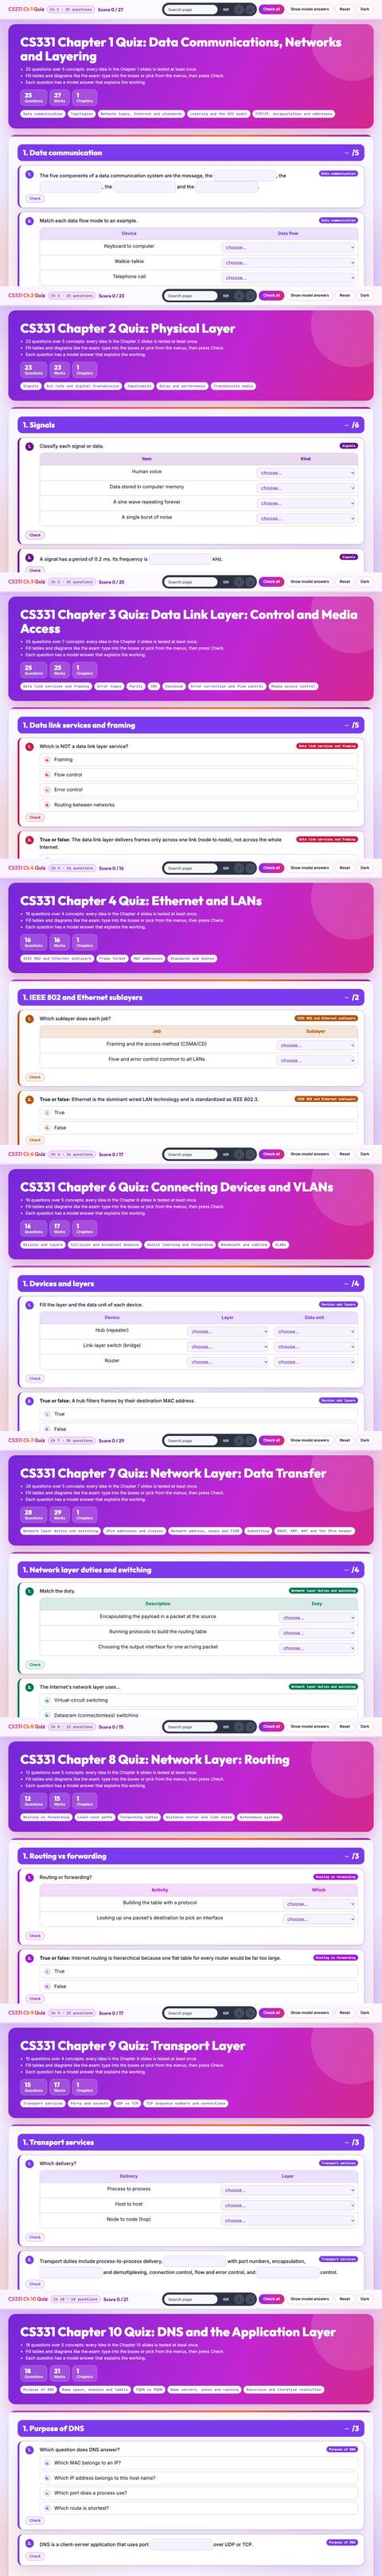 CS331 Ch 1 Quiz Ch 1 · 25 questions Score 0 / 27 Search page 0/0 Check all Show model answers Reset Dark
CS331 Chapter 1 Quiz: Data Communications, Networks
and Layering
25 questions over 5 concepts: every idea in the Chapter 1 slides is tested at least once.
Fill tables and diagrams like the exam: type into the boxes or pick from the menus, then press Check.
Each question has a model answer that explains the working.
25 Questions
27 Marks
1 Chapters
Data communication Topologies Network types, Internet and standards Layering and the OSI model TCP/IP, encapsulation and addresses
1. Data communication – /5
1. The five components of a data communication system are the message, the , the Data communication
, the and the .
Check
2. Match each data flow mode to an example. Data communication
Device Data flow
Keyboard to computer choose...
Walkie-talkie choose...
Telephone call choose...
CS331 Ch 2 Quiz Ch 2 · 23 questions Score 0 / 23 Search page 0/0 Check all Show model answers Reset Dark
CS331 Chapter 2 Quiz: Physical Layer
23 questions over 5 concepts: every idea in the Chapter 2 slides is tested at least once.
Fill tables and diagrams like the exam: type into the boxes or pick from the menus, then press Check.
Each question has a model answer that explains the working.
23 Questions
23 Marks
1 Chapters
Signals Bit rate and digital transmission Impairments Delay and performance Transmission media
1. Signals – /6
1. Classify each signal or data. Signals
Item Kind
Human voice choose...
Data stored in computer memory choose...
A sine wave repeating forever choose...
A single burst of noise choose...
Check
2. A signal has a period of 0.2 ms. Its frequency is kHz. Signals
Check
CS331 Ch 3 Quiz Ch 3 · 25 questions Score 0 / 25 Search page 0/0 Check all Show model answers Reset Dark
CS331 Chapter 3 Quiz: Data Link Layer: Control and Media
Access
25 questions over 7 concepts: every idea in the Chapter 3 slides is tested at least once.
Fill tables and diagrams like the exam: type into the boxes or pick from the menus, then press Check.
Each question has a model answer that explains the working.
25 Questions
25 Marks
1 Chapters
Data link services and framing Error types Parity CRC Checksum Error correction and flow control Media access control
1. Data link services and framing – /5
1. Which is NOT a data link layer service? Data link services and framing
a. Framing
b. Flow control
c. Error control
d. Routing between networks
Check
2. True or false: The data link layer delivers frames only across one link (node to node), not across the whole Data link services and framing
internet.
CS331 Ch 4 Quiz Ch 4 · 16 questions Score 0 / 16 Search page 0/0 Check all Show model answers Reset Dark
CS331 Chapter 4 Quiz: Ethernet and LANs
16 questions over 4 concepts: every idea in the Chapter 4 slides is tested at least once.
Fill tables and diagrams like the exam: type into the boxes or pick from the menus, then press Check.
Each question has a model answer that explains the working.
16 Questions
16 Marks
1 Chapters
IEEE 802 and Ethernet sublayers Frame format MAC addresses Standards and duplex
1. IEEE 802 and Ethernet sublayers – /2
1. Which sublayer does each job? IEEE 802 and Ethernet sublayers
Job Sublayer
Framing and the access method (CSMA/CD) choose...
Flow and error control common to all LANs choose...
Check
2. True or false: Ethernet is the dominant wired LAN technology and is standardized as IEEE 802.3. IEEE 802 and Ethernet sublayers
True
False
Check
CS331 Ch 6 Quiz Ch 6 · 16 questions Score 0 / 17 Search page 0/0 Check all Show model answers Reset Dark
CS331 Chapter 6 Quiz: Connecting Devices and VLANs
16 questions over 5 concepts: every idea in the Chapter 6 slides is tested at least once.
Fill tables and diagrams like the exam: type into the boxes or pick from the menus, then press Check.
Each question has a model answer that explains the working.
16 Questions
17 Marks
1 Chapters
Devices and layers Collision and broadcast domains Switch learning and forwarding Bandwidth and cabling VLANs
1. Devices and layers – /4
1. Fill the layer and the data unit of each device. Devices and layers
Device Layer Data unit
Hub (repeater) choose... choose...
Link-layer switch (bridge) choose... choose...
Router choose... choose...
Check
2. True or false: A hub filters frames by their destination MAC address. Devices and layers
True
False
CS331 Ch 7 Quiz Ch 7 · 28 questions Score 0 / 29 Search page 0/0 Check all Show model answers Reset Dark
CS331 Chapter 7 Quiz: Network Layer: Data Transfer
28 questions over 5 concepts: every idea in the Chapter 7 slides is tested at least once.
Fill tables and diagrams like the exam: type into the boxes or pick from the menus, then press Check.
Each question has a model answer that explains the working.
28 Questions
29 Marks
1 Chapters
Network layer duties and switching IPv4 addresses and classes Network address, masks and CIDR Subnetting DHCP, ARP, NAT and the IPv4 header
1. Network layer duties and switching – /4
1. Match the duty. Network layer duties and switching
Description Duty
Encapsulating the payload in a packet at the source choose...
Running protocols to build the routing table choose...
Choosing the output interface for one arriving packet choose...
Check
2. The Internet's network layer uses... Network layer duties and switching
a. Virtual-circuit switching
b. Datagram (connectionless) switching
CS331 Ch 8 Quiz Ch 8 · 12 questions Score 0 / 15 Search page 0/0 Check all Show model answers Reset Dark
CS331 Chapter 8 Quiz: Network Layer: Routing
12 questions over 5 concepts: every idea in the Chapter 8 slides is tested at least once.
Fill tables and diagrams like the exam: type into the boxes or pick from the menus, then press Check.
Each question has a model answer that explains the working.
12 Questions
15 Marks
1 Chapters
Routing vs forwarding Least-cost paths Forwarding tables Distance vector and link state Autonomous systems
1. Routing vs forwarding – /3
1. Routing or forwarding? Routing vs forwarding
Activity Which
Building the table with a protocol choose...
Looking up one packet's destination to pick an interface choose...
Check
2. True or false: Internet routing is hierarchical because one flat table for every router would be far too large. Routing vs forwarding
True
False
Check
CS331 Ch 9 Quiz Ch 9 · 15 questions Score 0 / 17 Search page 0/0 Check all Show model answers Reset Dark
CS331 Chapter 9 Quiz: Transport Layer
15 questions over 4 concepts: every idea in the Chapter 9 slides is tested at least once.
Fill tables and diagrams like the exam: type into the boxes or pick from the menus, then press Check.
Each question has a model answer that explains the working.
15 Questions
17 Marks
1 Chapters
Transport services Ports and sockets UDP vs TCP TCP sequence numbers and connections
1. Transport services – /3
1. Which delivery? Transport services
Delivery Layer
Process to process choose...
Host to host choose...
Node to node (hop) choose...
Check
2. Transport duties include process-to-process delivery, with port numbers, encapsulation, Transport services
and demultiplexing, connection control, flow and error control, and control.
Check
CS331 Ch 10 Quiz Ch 10 · 18 questions Score 0 / 21 Search page 0/0 Check all Show model answers Reset Dark
CS331 Chapter 10 Quiz: DNS and the Application Layer
18 questions over 5 concepts: every idea in the Chapter 10 slides is tested at least once.
Fill tables and diagrams like the exam: type into the boxes or pick from the menus, then press Check.
Each question has a model answer that explains the working.
18 Questions
21 Marks
1 Chapters
Purpose of DNS Name space, domains and labels FQDN vs PQDN Name servers, zones and caching Recursive and iterative resolution
1. Purpose of DNS – /3
1. Which question does DNS answer? Purpose of DNS
a. Which MAC belongs to an IP?
b. Which IP address belongs to this host name?
c. Which port does a process use?
d. Which route is shortest?
Check
2. DNS is a client-server application that uses port over UDP or TCP. Purpose of DNS
Check